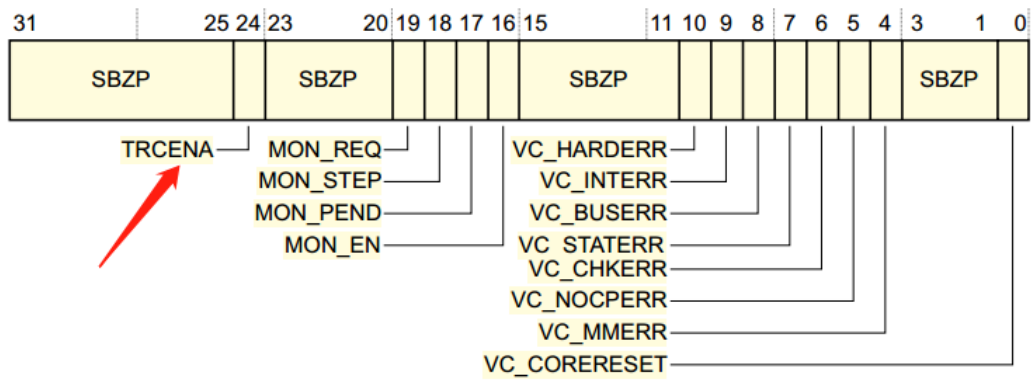 31 25 24 23 20 19 18 17 16 15 11 10 9 8 7 6 5 4 3 1 0
SBZP SBZP SBZP SBZP
TRCENA MON_REQ VC_HARDERR
MON_STEP VC_INTERR
MON_PEND VC_BUSERR
MON_EN VC_STATERR
VC_CHKERR
VC_NOCPERR
VC_MMERR
VC_CORERESET